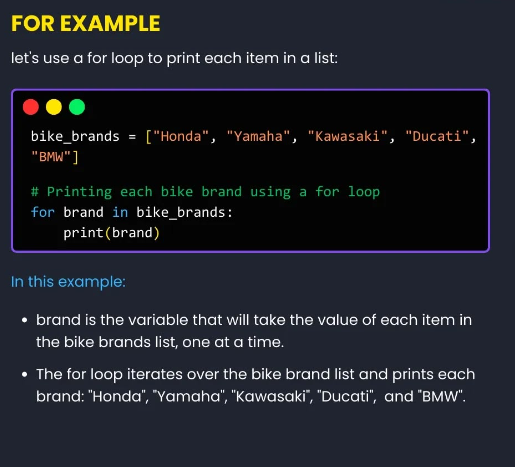 FOR EXAMPLE
let's use a for loop to print each item in a list:
bike_brands = ["Honda", "Yamaha", "Kawasaki", "Ducati",
"BMW"]
# Printing each bike brand using a for loop
for brand in bike_brands:
    print(brand)
In this example:
• brand is the variable that will take the value of each item in
the bike brands list, one at a time.
• The for loop iterates over the bike brand list and prints each
brand: "Honda", "Yamaha", "Kawasaki", "Ducati",  and "BMW".